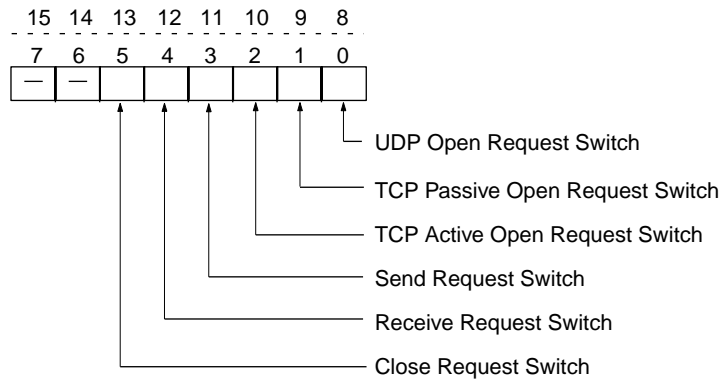 15 14 13 12 11 10 9 8
7 6 5 4 3 2 1 0
— —
UDP Open Request Switch
TCP Passive Open Request Switch
TCP Active Open Request Switch
Send Request Switch
Receive Request Switch
Close Request Switch